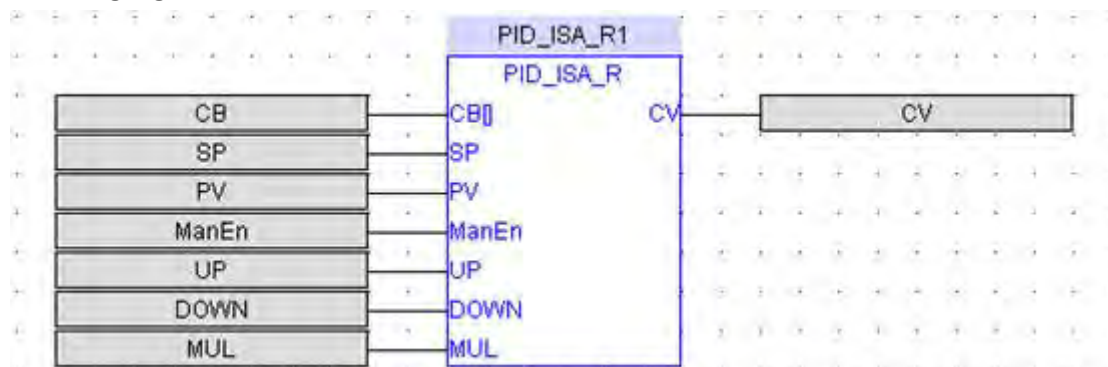 PID_ISA_R1
PID_ISA_R
CB CB[] CV CV
SP SP
PV PV
ManEn ManEn
UP UP
DOWN DOWN
MUL MUL